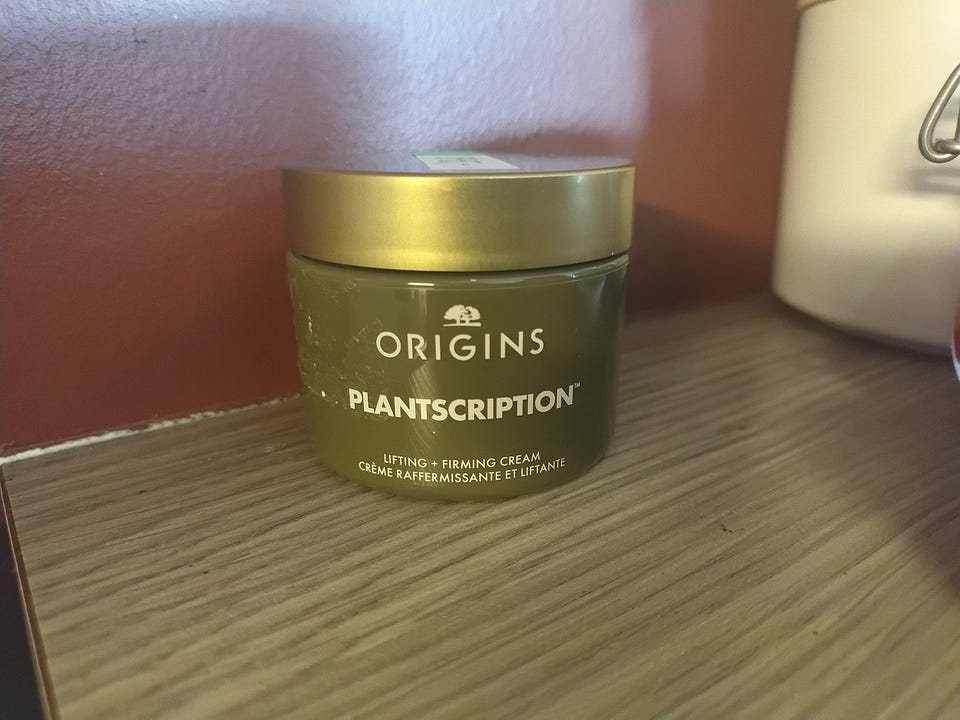 ORIGINS
PLANTSCRIPTION™
LIFTING + FIRMING CREAM
CRÈME RAFFERMISSANTE ET LIFTANTE